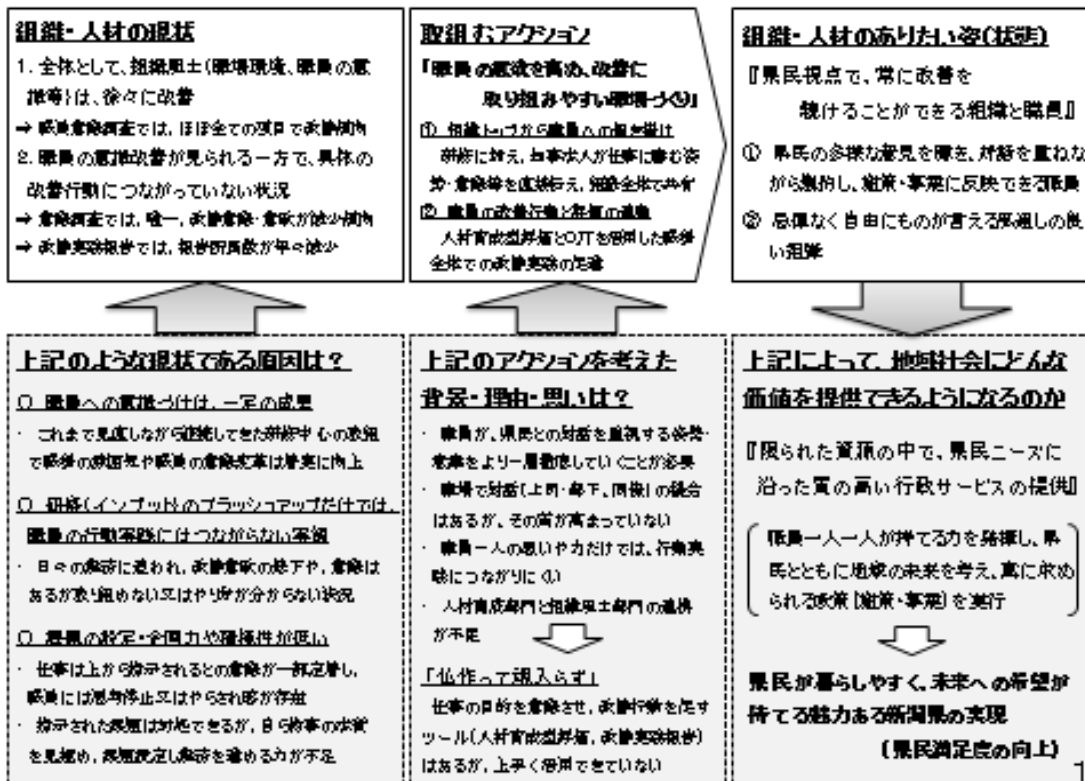 組織・人材の現状
1. 全体として、組織風土(職場環境、職員の意
識等)は、徐々に改善
→ 職員意識調査では、ほぼ全ての項目で改善傾向
2. 職員の意識改善が見られる一方で、具体の
改善行動につながっていない状況
→ 意識調査では、唯一、改善意識・意欲が減少傾向
→ 改善実践報告では、報告所属数が年々減少
取組むアクション
「職員の意欲を高め、改善に
取り組みやすい職場づくり」
① 組織トップから職員への働き掛け
研修に加え、知事本人が仕事に臨む姿
勢・意識等を直接伝え、組織全体で共有
② 職員の改善行動と評価の連動
人材育成型評価とOJTを活用した職場
全体での改善実践の促進
組織・人材のありたい姿(状態)
『県民視点で、常に改善を
続けることができる組織と職員』
① 県民の多様な意見を聴き、対話を重ねな
がら集約し、施策・事業に反映できる職員
② 忌憚なく自由にものが言える風通しの良
い組織
上記のような現状である原因は?
○ 職員への意識づけは、一定の成果
・ これまで見直しながら継続してきた研修中心の取組
で職場の雰囲気や職員の意識変革は着実に向上
○ 研修(インプット)のブラッシュアップだけでは、
職員の行動実践にはつながらない実態
・ 日々の業務に追われ、改善意欲の低下や、意識は
あるが取り組めない又はやり方が分からない状況
○ 課題の設定・企画力や積極性が低い
・ 仕事は上から指示されるとの意識が一部定着し、
職員には思考停止又はやらされ感が存在
・ 指示された課題は対処できるが、自ら物事の本質
を見極め、課題設定し業務を進める力が不足
上記のアクションを考えた
背景・理由・思いは?
・ 職員が、県民との対話を重視する姿勢・
意識をより一層徹底していくことが必要
・ 職場で対話(上司・部下、同僚)の機会
はあるが、その質が高まっていない
・ 職員一人の思いや力だけでは、行動実
践につながりにくい
・ 人材育成部門と組織風土部門の連携
が不足
「仏作って魂入らず」
仕事の目的を意識させ、改善行動を促す
ツール(人材育成型評価、改善実践報告)
はあるが、上手く活用できていない
上記によって、地域社会にどんな
価値を提供できるようになるのか
『限られた資源の中で、県民ニーズに
沿った質の高い行政サービスの提供』
職員一人一人が持てる力を発揮し、県
民とともに地域の未来を考え、真に求め
られる政策(施策・事業)を実行
県民が暮らしやすく、未来への希望が
持てる魅力ある新潟県の実現
(県民満足度の向上)